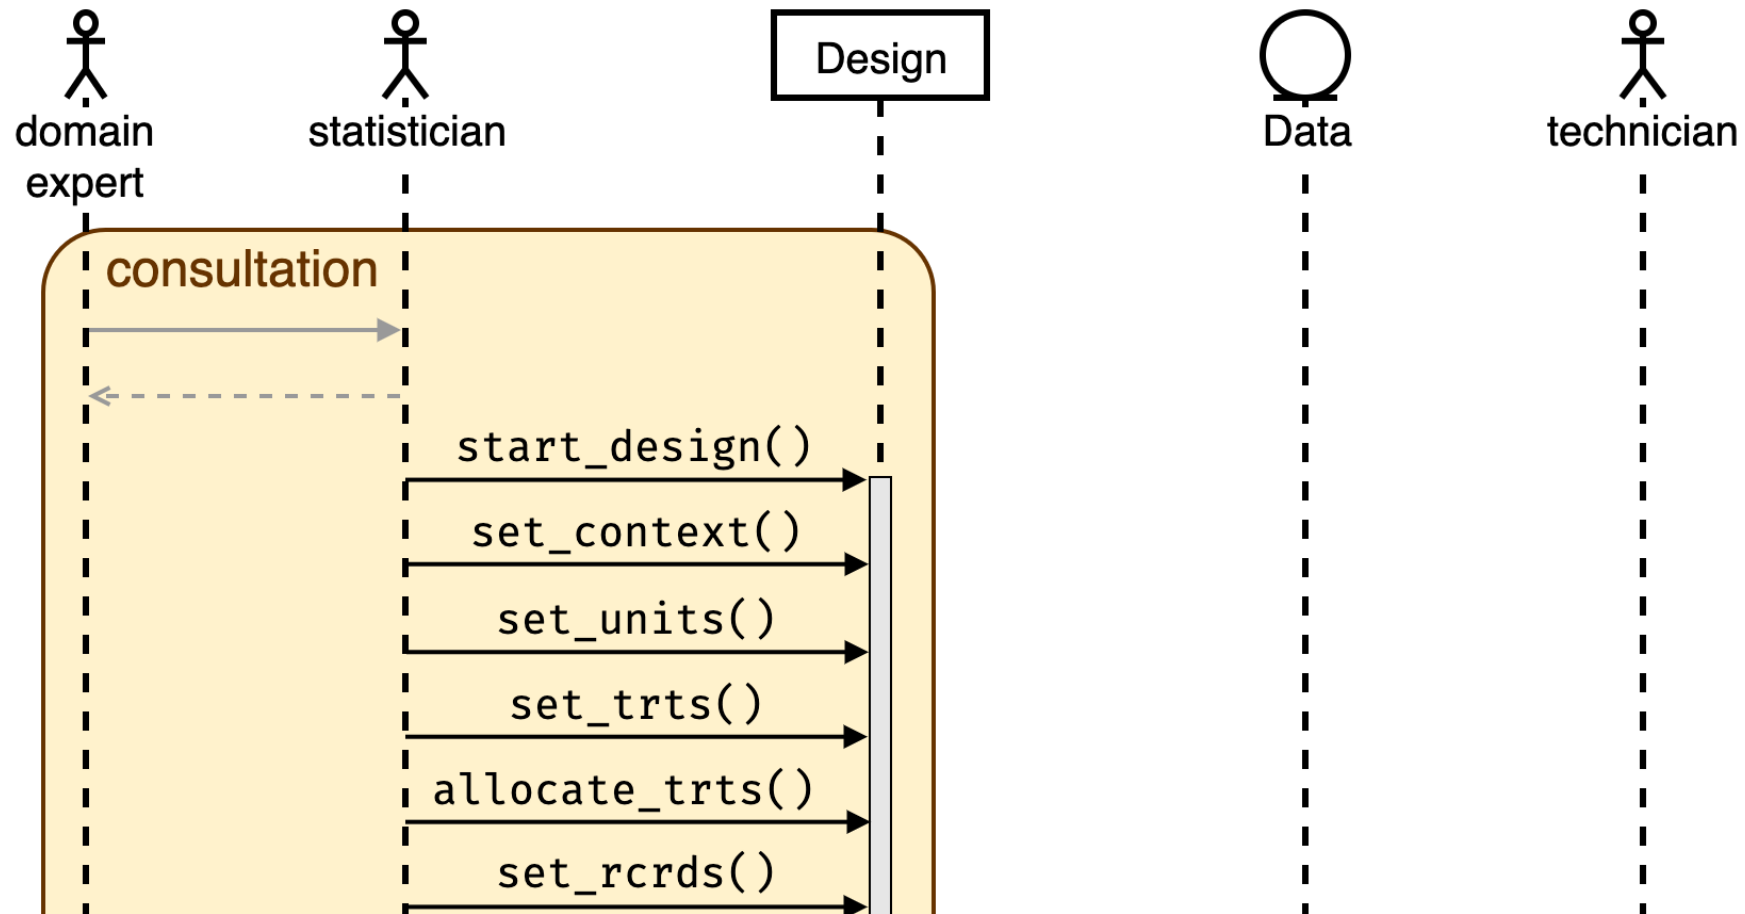 domain
expert
statistician
Design
Data
technician
consultation
start_design()
set_context()
set_units()
set_trts()
allocate_trts()
set_rcrds()